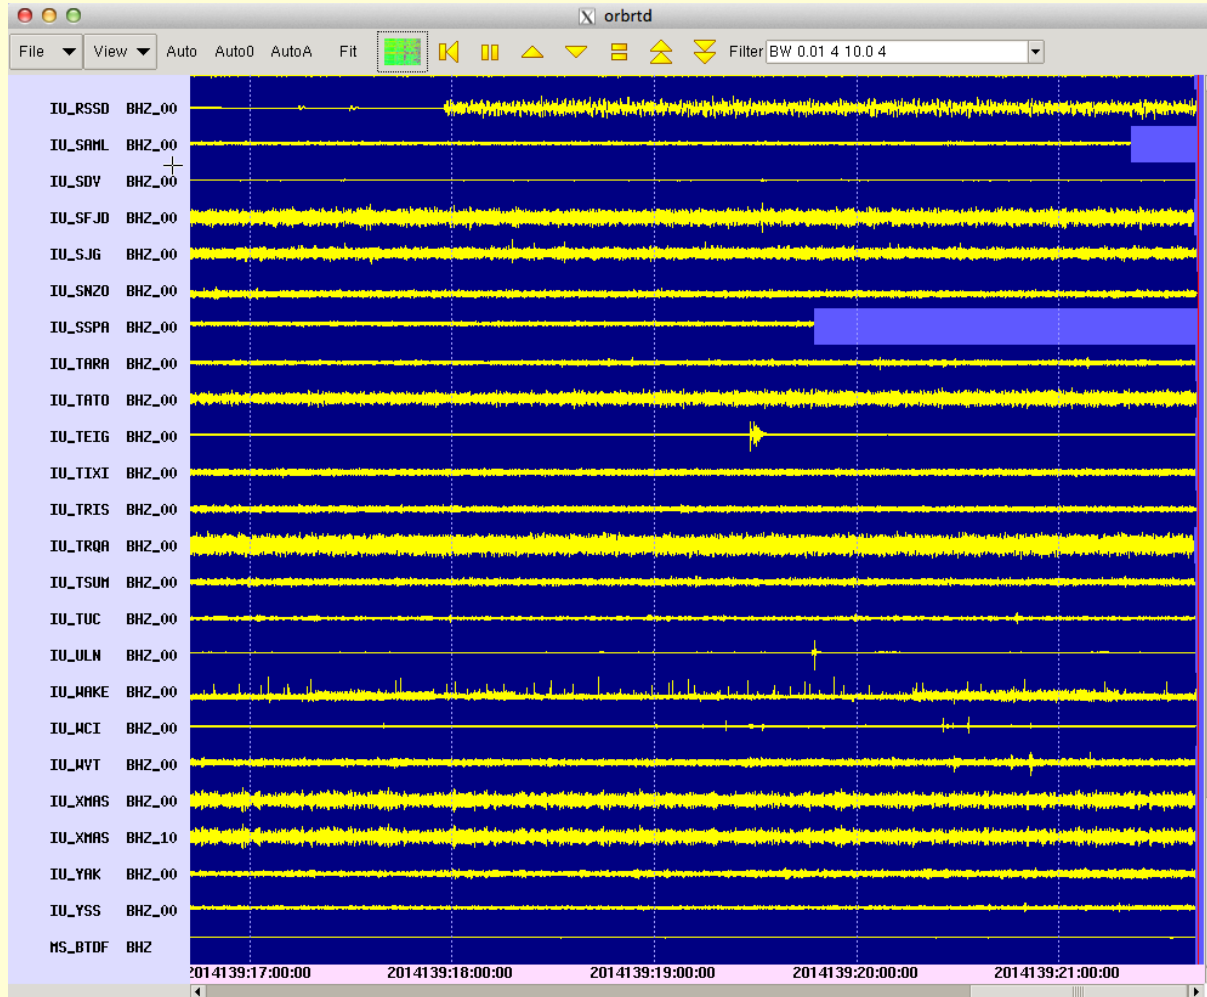 orbrtd
File View Auto Auto0 AutoA Fit Filter BW 0.01 4 10.0 4
IU_RSSD BHZ_00
IU_SAML BHZ_00
IU_SDV BHZ_00
IU_SFJD BHZ_00
IU_SJG BHZ_00
IU_SNZO BHZ_00
IU_SSPA BHZ_00
IU_TARA BHZ_00
IU_TATO BHZ_00
IU_TEIG BHZ_00
IU_TIXI BHZ_00
IU_TRIS BHZ_00
IU_TRQA BHZ_00
IU_TSUM BHZ_00
IU_TUC BHZ_00
IU_ULN BHZ_00
IU_WAKE BHZ_00
IU_WCI BHZ_00
IU_WVT BHZ_00
IU_XMAS BHZ_00
IU_XMAS BHZ_10
IU_YAK BHZ_00
IU_YSS BHZ_00
MS_BTDF BHZ
2014139:17:00:00 2014139:18:00:00 2014139:19:00:00 2014139:20:00:00 2014139:21:00:00